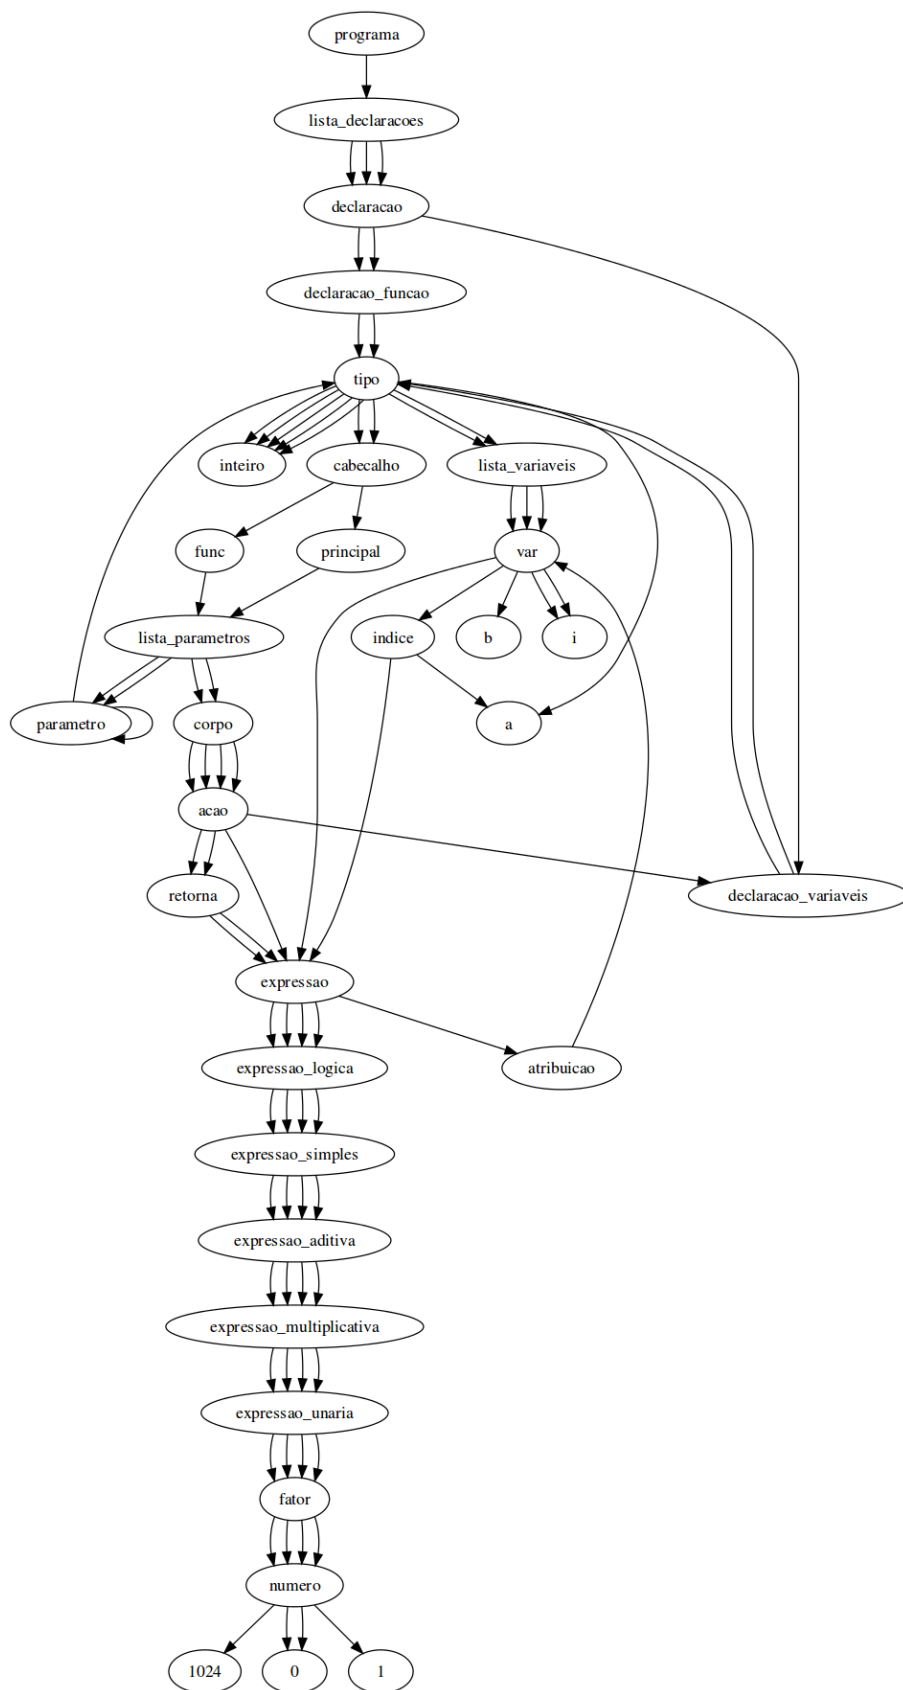 programa
lista_declaracoes
declaracao
declaracao_funcao
tipo
inteiro
cabecalho
lista_variaveis
func
principal
var
lista_parametros
indice
b
i
parametro
corpo
a
acao
retorna
declaracao_variaveis
expressao
expressao_logica
atribuicao
expressao_simples
expressao_aditiva
expressao_multiplicativa
expressao_unaria
fator
numero
1024
0
1